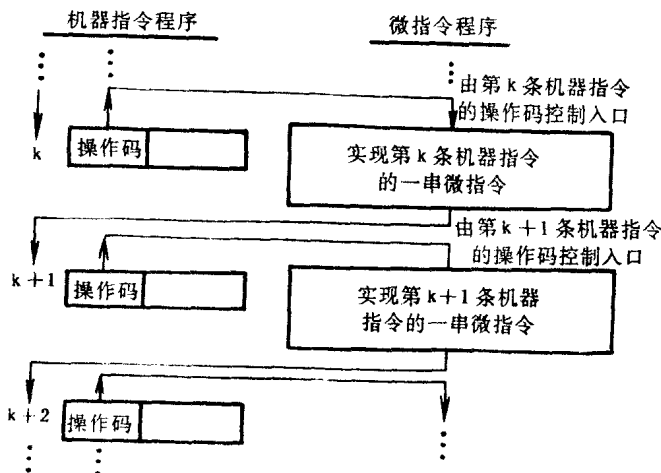 机器指令程序
微指令程序
由第k条机器指令
的操作码控制入口
k
操作码
实现第k条机器指令
的一串微指令
由第k+1条机器指令
的操作码控制入口
k+1
操作码
实现第k+1条机器
指令的一串微指令
k+2
操作码